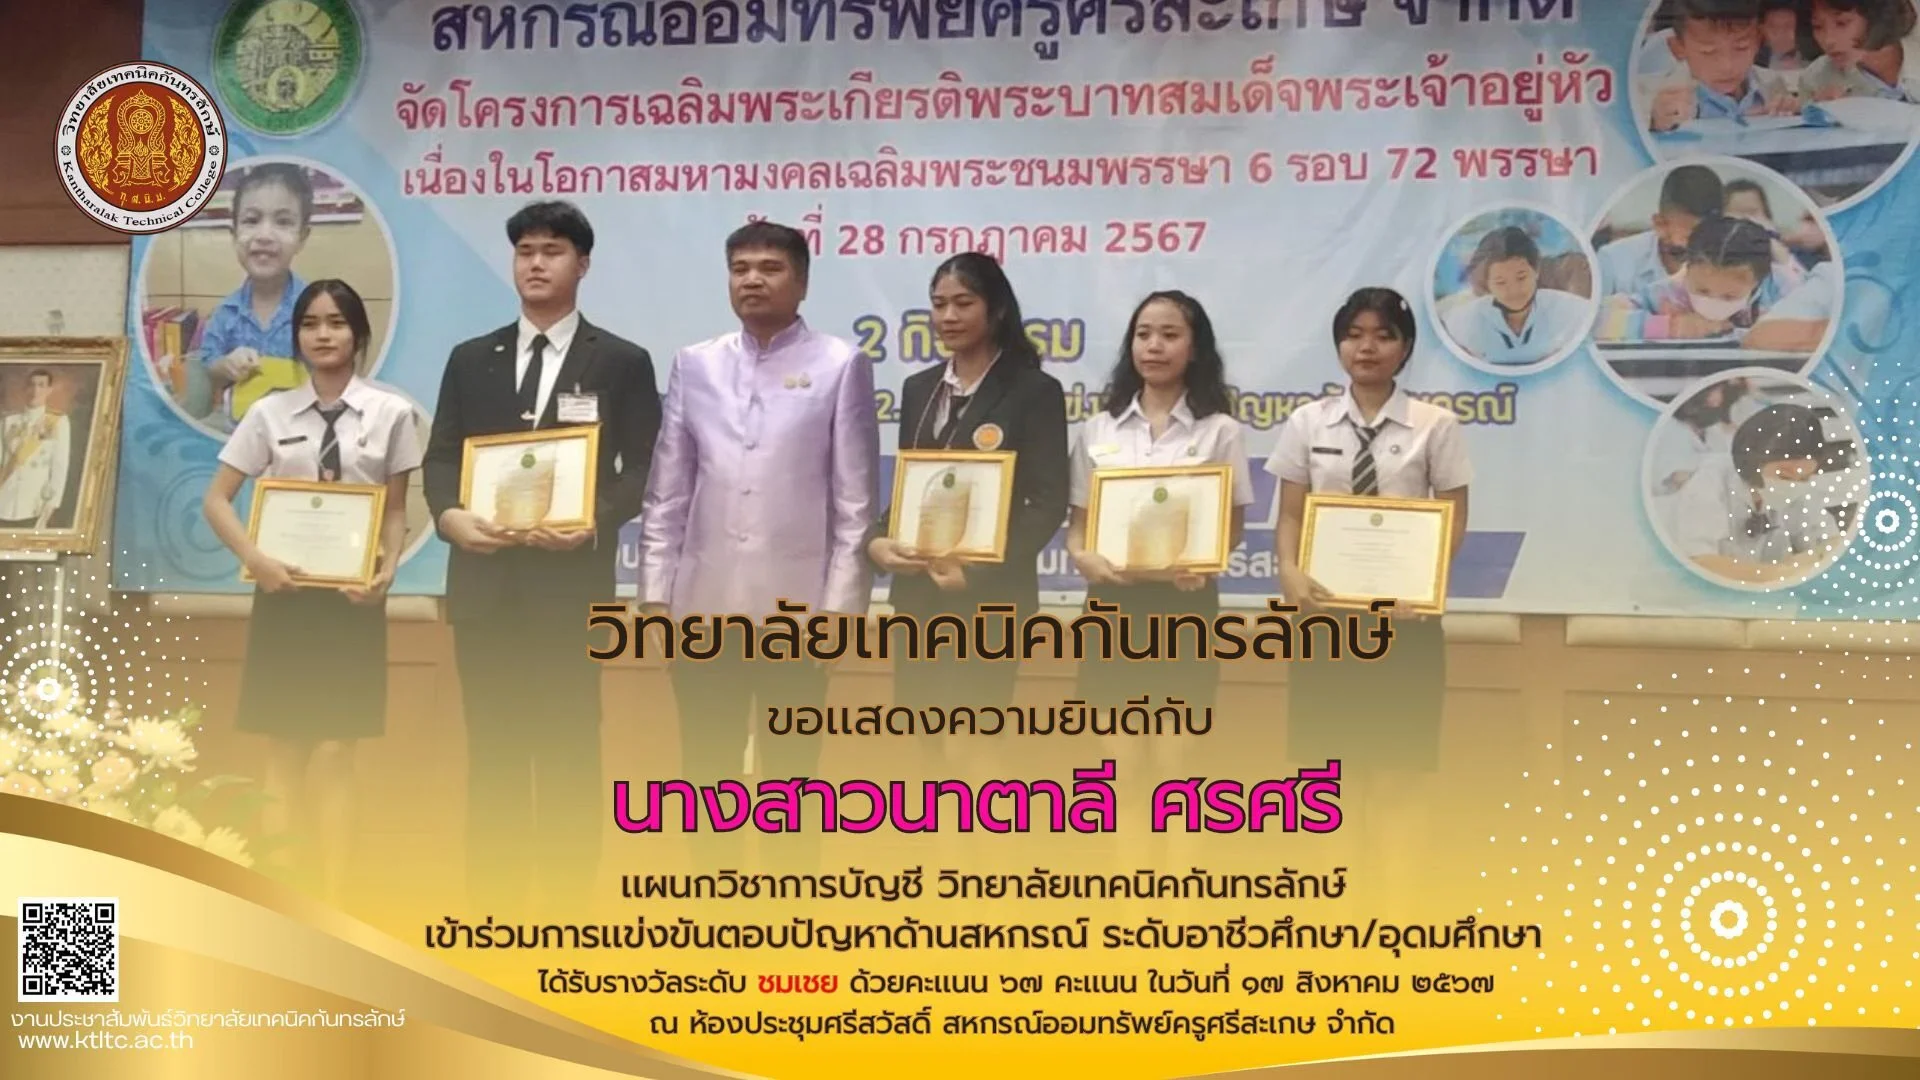 สหกรณ์ออมทรัพย์ครูศรีสะเกษ จำกัด
จัดโครงการเฉลิมพระเกียรติพระบาทสมเด็จพระเจ้าอยู่หัว
เนื่องในโอกาสมหามงคลเฉลิมพระชนมพรรษา 6 รอบ 72 พรรษา
ที่ 28 กรกฎาคม 2567
วิทยาลัยเทคนิคกันทรลักษ์
ก.ส.น.ม.
Kantharalak Technical College
วิทยาลัยเทคนิคกันทรลักษ์
ขอแสดงความยินดีกับ
นางสาวนาตาลี ศรศรี
แผนกวิชาการบัญชี วิทยาลัยเทคนิคกันทรลักษ์
เข้าร่วมการแข่งขันตอบปัญหาด้านสหกรณ์ ระดับอาชีวศึกษา/อุดมศึกษา
ได้รับรางวัลระดับ ชมเชย ด้วยคะแนน ๖๗ คะแนน ในวันที่ ๑๗ สิงหาคม ๒๕๖๗
ณ ห้องประชุมศรีสวัสดิ์ สหกรณ์ออมทรัพย์ครูศรีสะเกษ จำกัด
งานประชาสัมพันธ์วิทยาลัยเทคนิคกันทรลักษ์
www.ktltc.ac.th